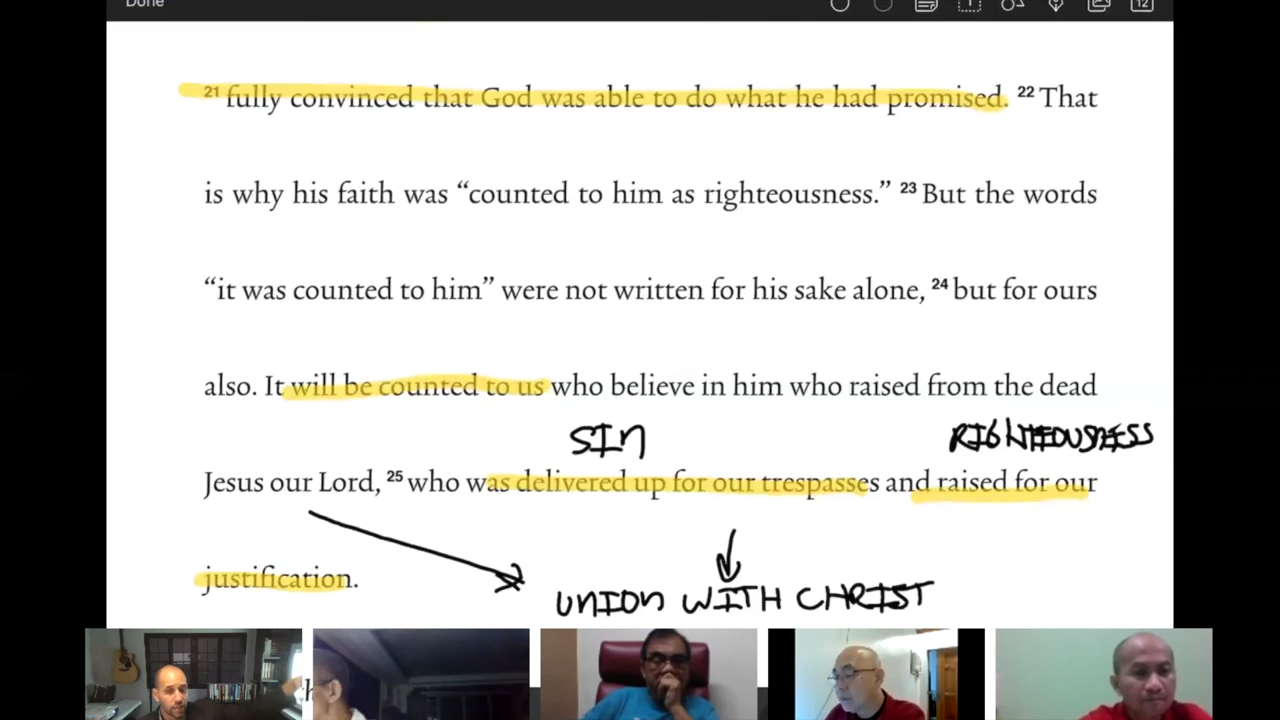 Done
12
²¹ fully convinced that God was able to do what he had promised. ²² That
is why his faith was “counted to him as righteousness.” ²³ But the words
“it was counted to him” were not written for his sake alone, ²⁴ but for ours
also. It will be counted to us who believe in him who raised from the dead
SIN RIGHTEOUSNESS
Jesus our Lord, ²⁵ who was delivered up for our trespasses and raised for our
justification.
UNION WITH CHRIST